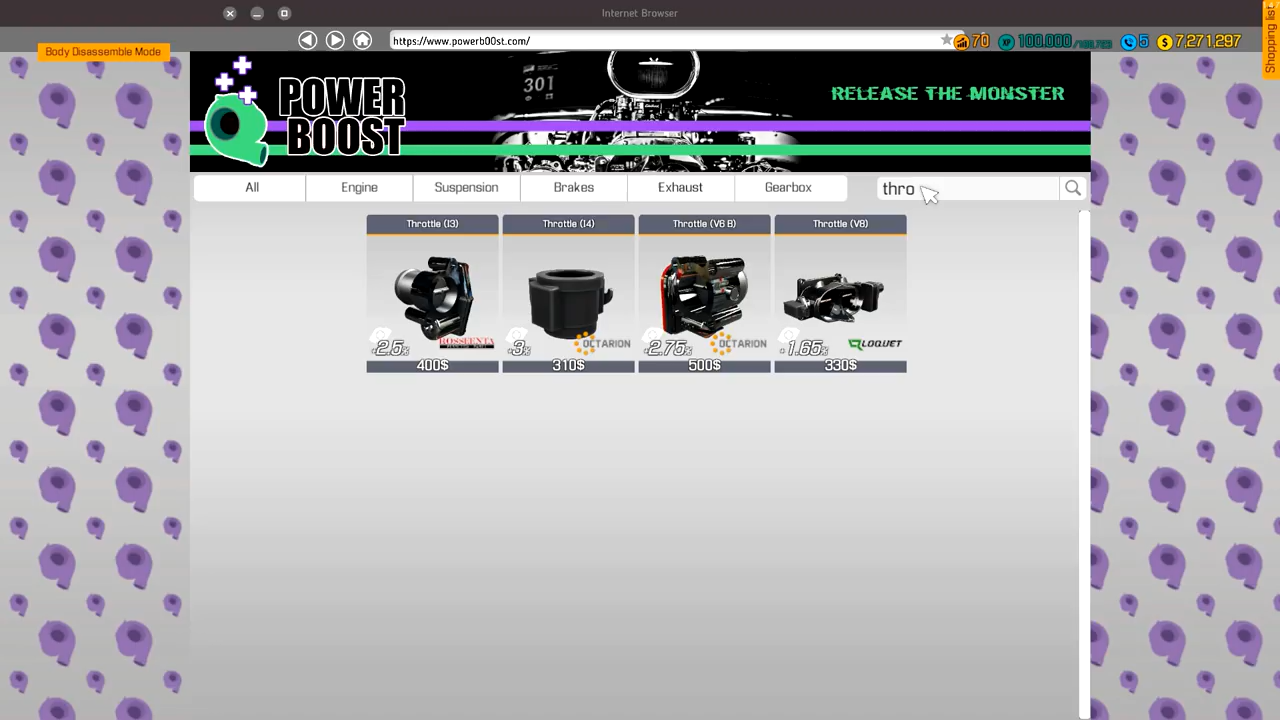 Internet Browser
Body Disassemble Mode
https://www.powerb00st.com/
70
100.000
5
7,271,297
Shopping list
POWER
BOOST
301
RELEASE THE MONSTER
All
Engine
Suspension
Brakes
Exhaust
Gearbox
thro
Throttle (I3)
Throttle (I4)
Throttle (V6 B)
Throttle (V8)
+2.5%
+3%
OCTARION
+2.75%
OCTARION
+1.65%
LOQUET
400$
310$
500$
330$